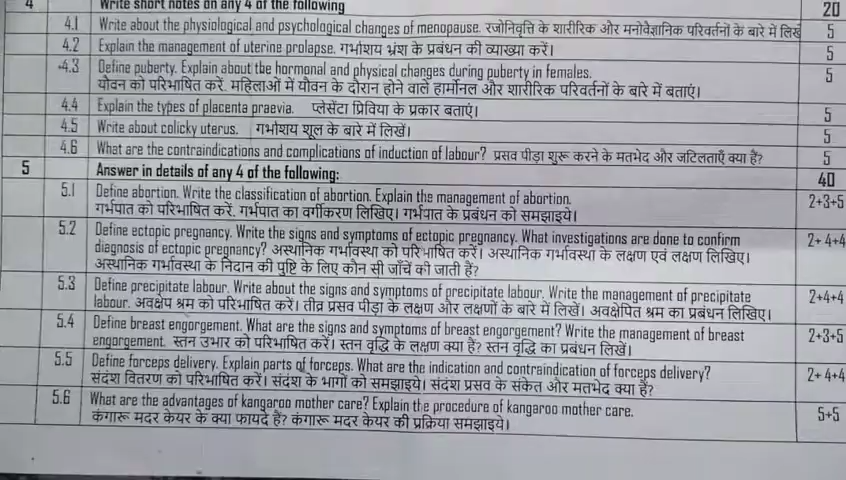 4 Write short notes on any 4 of the following 20
4.1 Write about the physiological and psychological changes of menopause. रजोनिवृत्ति के शारीरिक और मनोवैज्ञानिक परिवर्तनों के बारे में लिखें 5
4.2 Explain the management of uterine prolapse. गर्भाशय भ्रंश के प्रबंधन की व्याख्या करें। 5
4.3 Define puberty. Explain about the hormonal and physical changes during puberty in females. 5
यौवन को परिभाषित करें. महिलाओं में यौवन के दौरान होने वाले हार्मोनल और शारीरिक परिवर्तनों के बारे में बताएं।
4.4 Explain the types of placenta praevia. प्लेसेंटा प्रिविया के प्रकार बताएं। 5
4.5 Write about colicky uterus. गर्भाशय शूल के बारे में लिखें। 5
4.6 What are the contraindications and complications of induction of labour? प्रसव पीड़ा शुरू करने के मतभेद और जटिलताएँ क्या हैं? 5
5 Answer in details of any 4 of the following: 40
5.1 Define abortion. Write the classification of abortion. Explain the management of abortion. 2+3+5
गर्भपात को परिभाषित करें. गर्भपात का वर्गीकरण लिखिए। गर्भपात के प्रबंधन को समझाइये।
5.2 Define ectopic pregnancy. Write the signs and symptoms of ectopic pregnancy. What investigations are done to confirm 2+ 4+4
diagnosis of ectopic pregnancy? अस्थानिक गर्भावस्था को परिभाषित करें। अस्थानिक गर्भावस्था के लक्षण एवं लक्षण लिखिए।
अस्थानिक गर्भावस्था के निदान की पुष्टि के लिए कौन सी जाँचें की जाती हैं?
5.3 Define precipitate labour. Write about the signs and symptoms of precipitate labour. Write the management of precipitate 2+4+4
labour. अवक्षेप श्रम को परिभाषित करें। तीव्र प्रसव पीड़ा के लक्षण और लक्षणों के बारे में लिखें। अवक्षेपित श्रम का प्रबंधन लिखिए।
5.4 Define breast engorgement. What are the signs and symptoms of breast engorgement? Write the management of breast 2+3+5
engorgement. स्तन उभार को परिभाषित करें। स्तन वृद्धि के लक्षण क्या हैं? स्तन वृद्धि का प्रबंधन लिखें।
5.5 Define forceps delivery. Explain parts of forceps. What are the indication and contraindication of forceps delivery? 2+ 4+4
संदंश वितरण को परिभाषित करें। संदंश के भागों को समझाइये। संदंश प्रसव के संकेत और मतभेद क्या हैं?
5.6 What are the advantages of kangaroo mother care? Explain the procedure of kangaroo mother care. 5+5
कंगारू मदर केयर के क्या फायदे हैं? कंगारू मदर केयर की प्रक्रिया समझाइये।